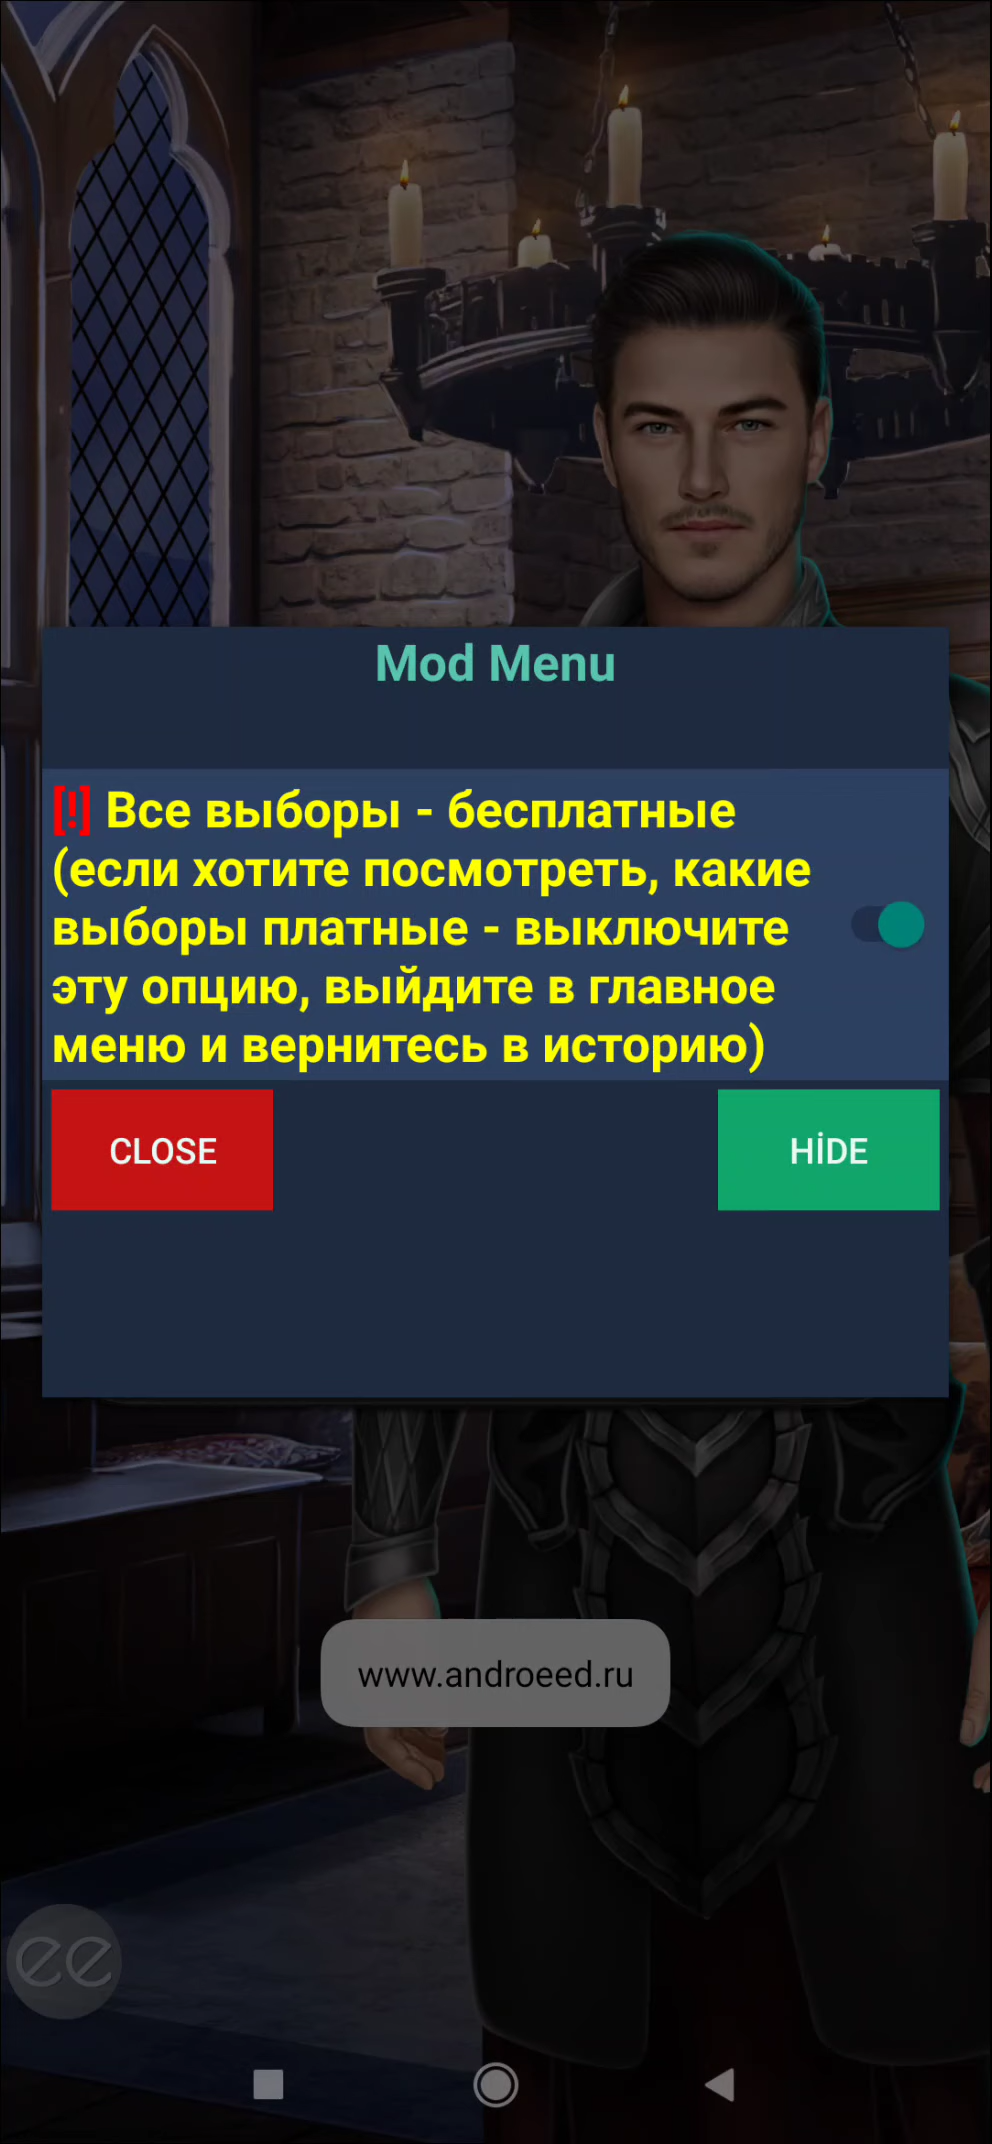 Mod Menu
[!] Все выборы - бесплатные
(если хотите посмотреть, какие
выборы платные - выключите
эту опцию, выйдите в главное
меню и вернитесь в историю)
CLOSE
HİDE
www.androeed.ru
ee